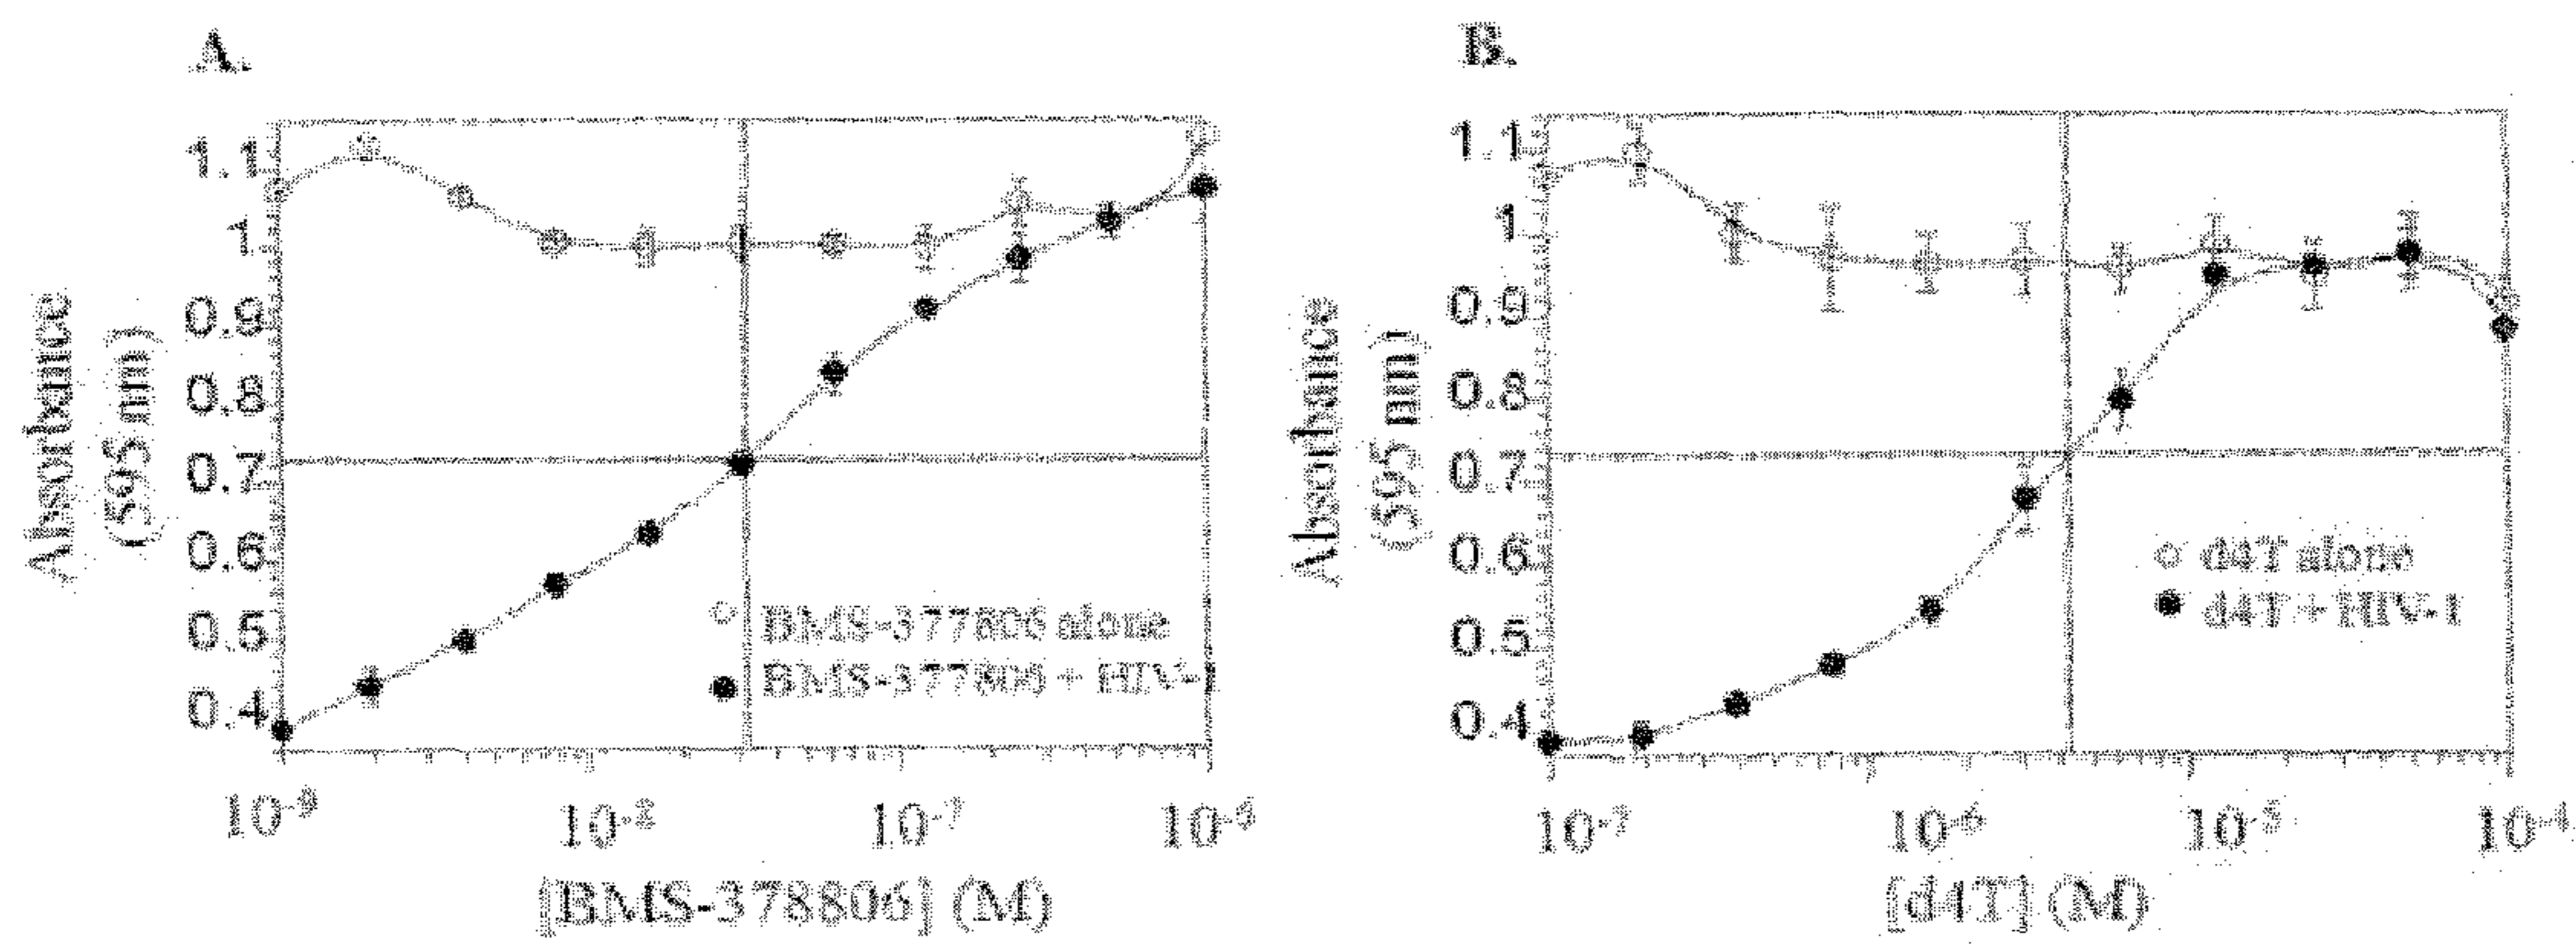 A.
Absorbance
(595 nm)
1.1
1
0.9
0.8
0.7
0.6
0.5
0.4
BMS-377806 alone
BMS-377806 + HIV-1
10-9
10-8
10-7
[BMS-378806] (M)
B.
Absorbance
(595 nm)
1.1
1
0.9
0.8
0.7
0.6
0.5
0.4
d4T alone
d4T + HIV-1
10-7
10-6
10-5
10-4
[d4T] (M)